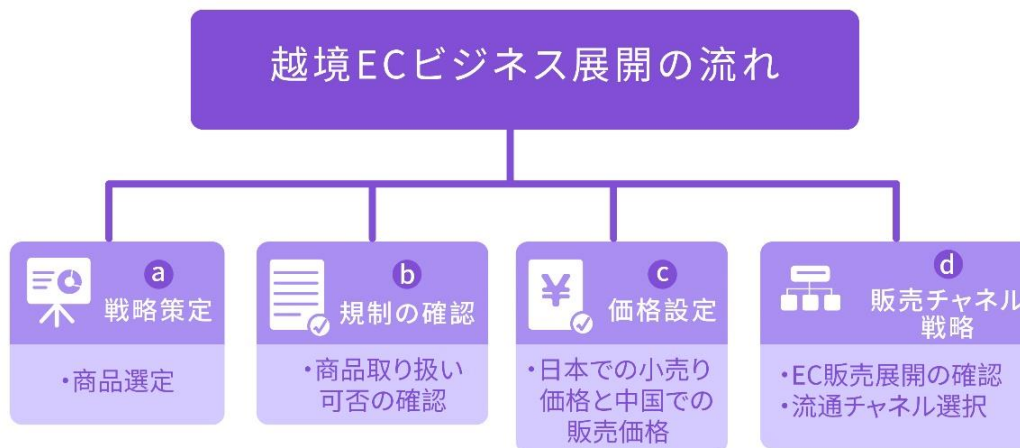 越境ECビジネス展開の流れ
a
戦略策定
・商品選定
b
規制の確認
・商品取り扱い
可否の確認
c
¥
価格設定
・日本での小売り
価格と中国での
販売価格
d
販売チャネル
戦略
・EC販売展開の確認
・流通チャネル選択